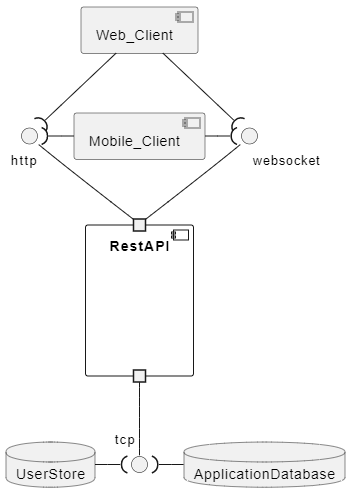 Web_Client
Mobile_Client
http
websocket
RestAPI
tcp
UserStore
ApplicationDatabase